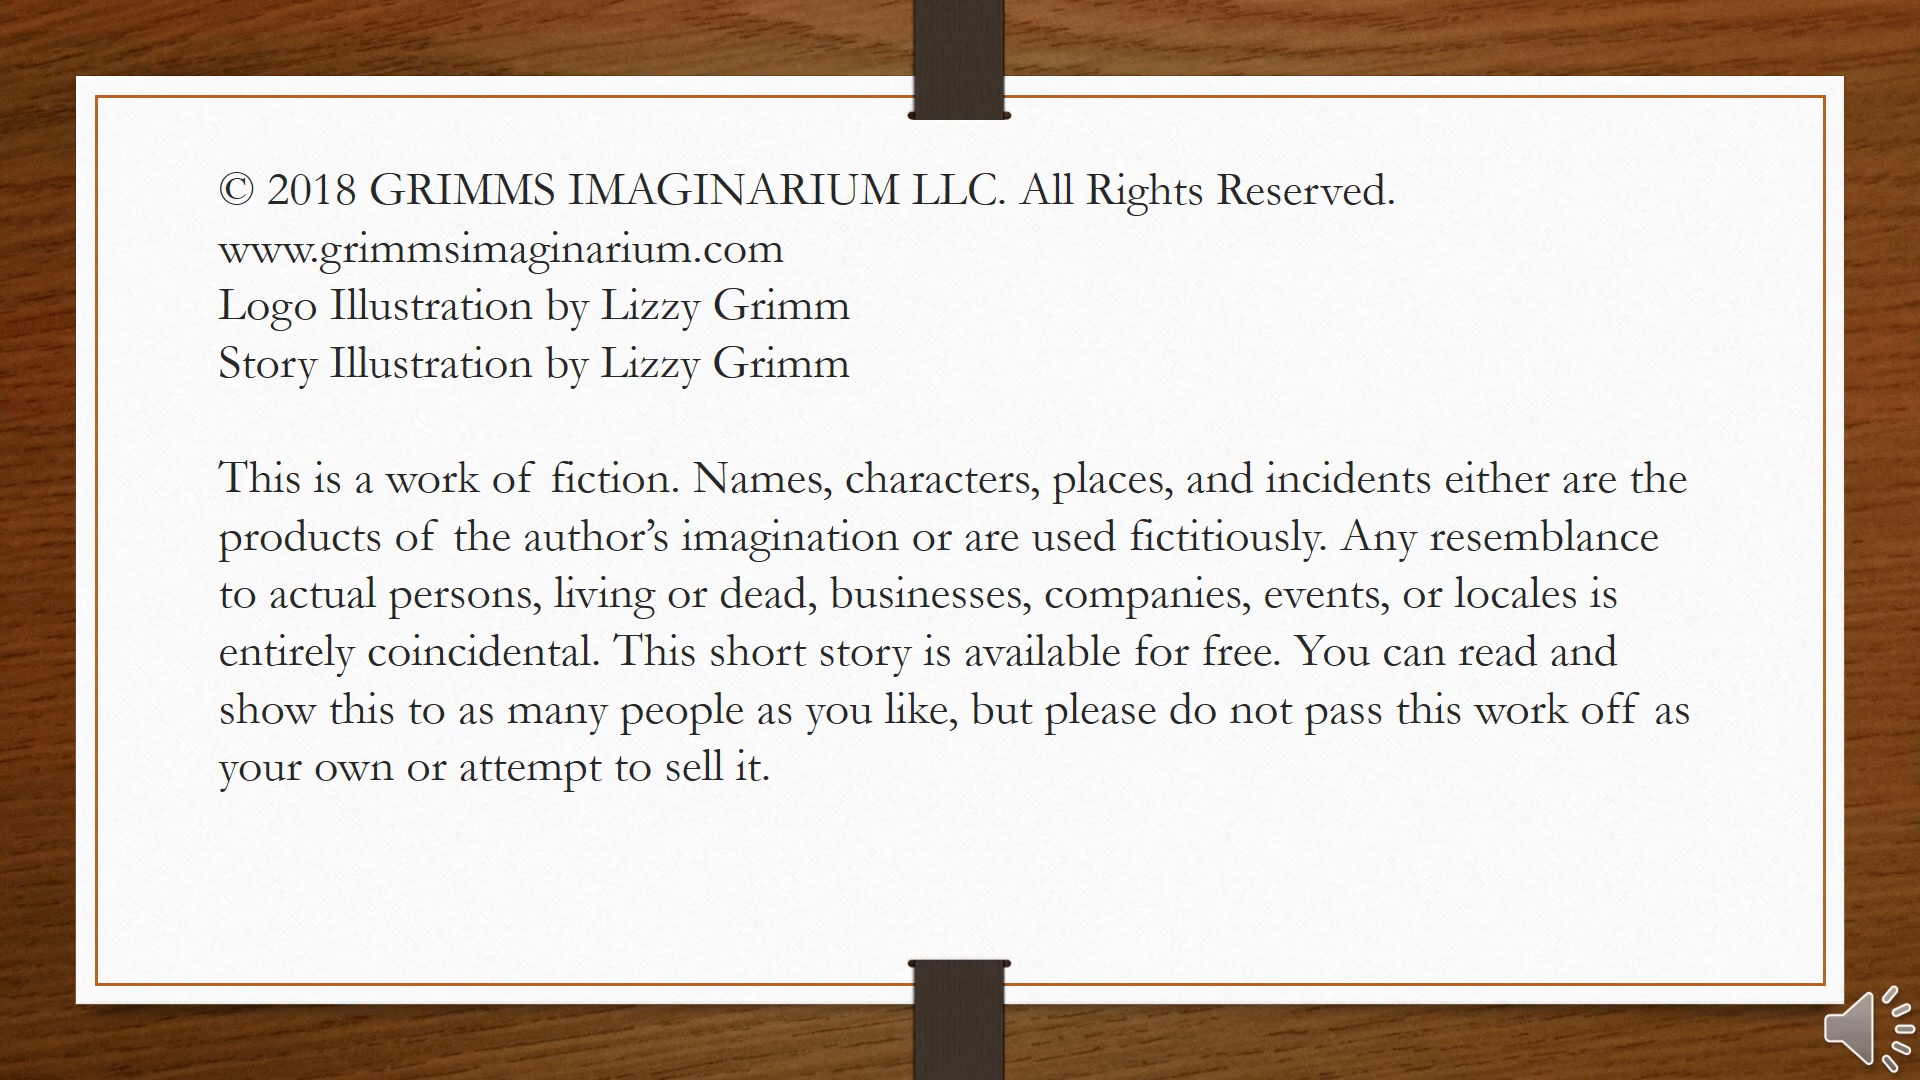 © 2018 GRIMMS IMAGINARIUM LLC. All Rights Reserved.
www.grimmsimaginarium.com
Logo Illustration by Lizzy Grimm
Story Illustration by Lizzy Grimm
This is a work of fiction. Names, characters, places, and incidents either are the
products of the author’s imagination or are used fictitiously. Any resemblance
to actual persons, living or dead, businesses, companies, events, or locales is
entirely coincidental. This short story is available for free. You can read and
show this to as many people as you like, but please do not pass this work off as
your own or attempt to sell it.